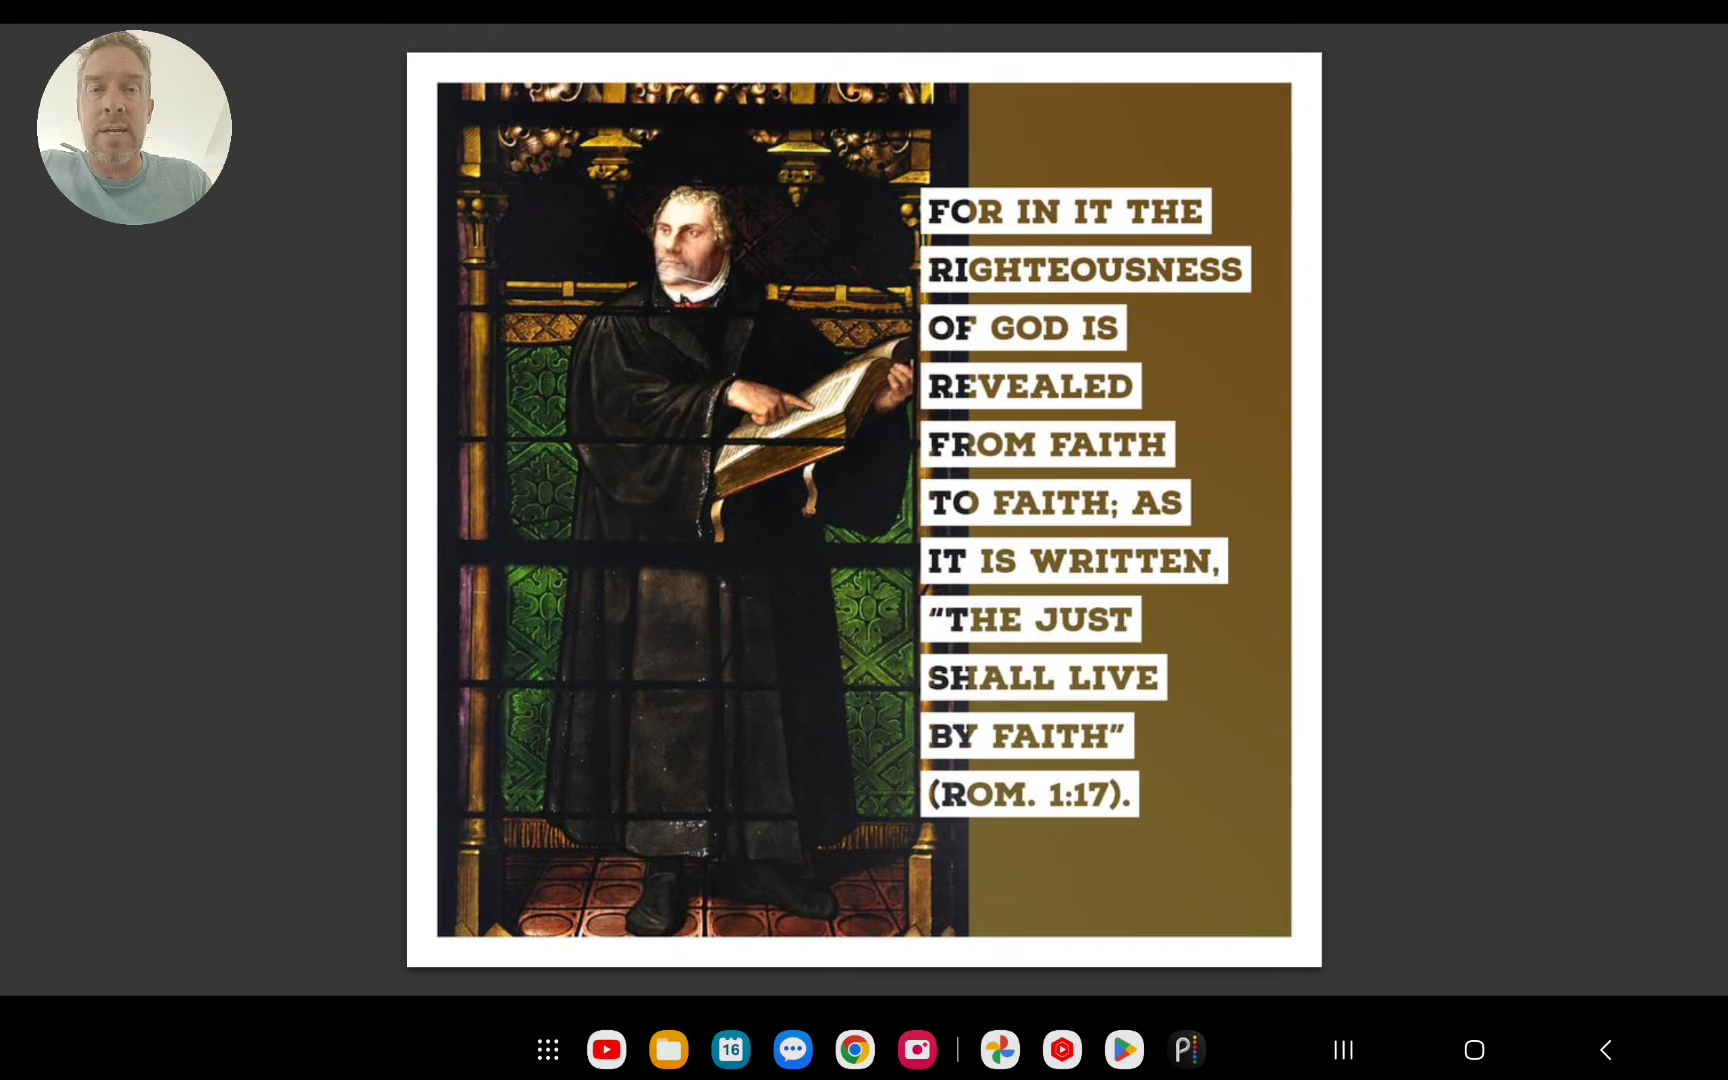 FOR IN IT THE
RIGHTEOUSNESS
OF GOD IS
REVEALED
FROM FAITH
TO FAITH; AS
IT IS WRITTEN,
“THE JUST
SHALL LIVE
BY FAITH”
(ROM. 1:17).
16